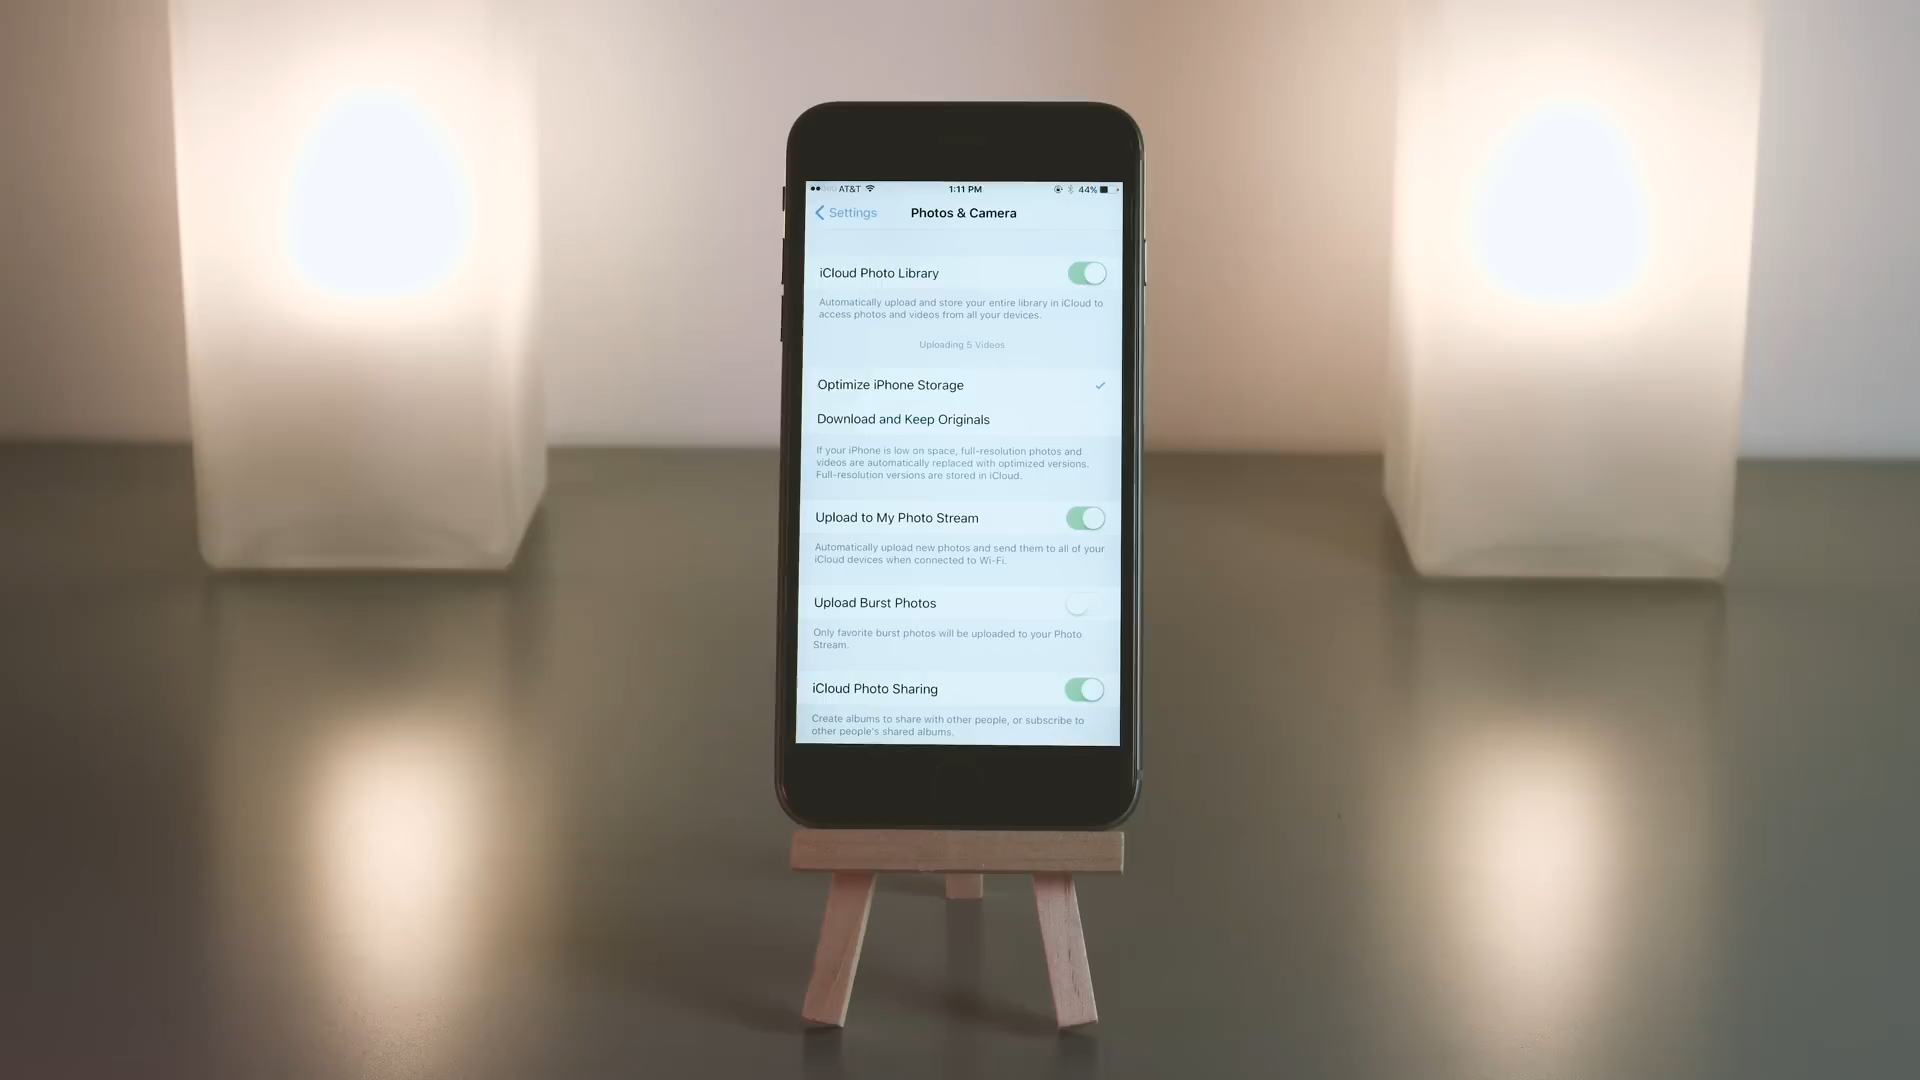 AT&T 1:11 PM 44%
Settings Photos & Camera
iCloud Photo Library
Automatically upload and store your entire library in iCloud to
access photos and videos from all your devices.
Uploading 5 Videos
Optimize iPhone Storage
Download and Keep Originals
If your iPhone is low on space, full-resolution photos and
videos are automatically replaced with optimized versions.
Full-resolution versions are stored in iCloud.
Upload to My Photo Stream
Automatically upload new photos and send them to all of your
iCloud devices when connected to Wi-Fi.
Upload Burst Photos
Only favorite burst photos will be uploaded to your Photo
Stream.
iCloud Photo Sharing
Create albums to share with other people, or subscribe to
other people's shared albums.